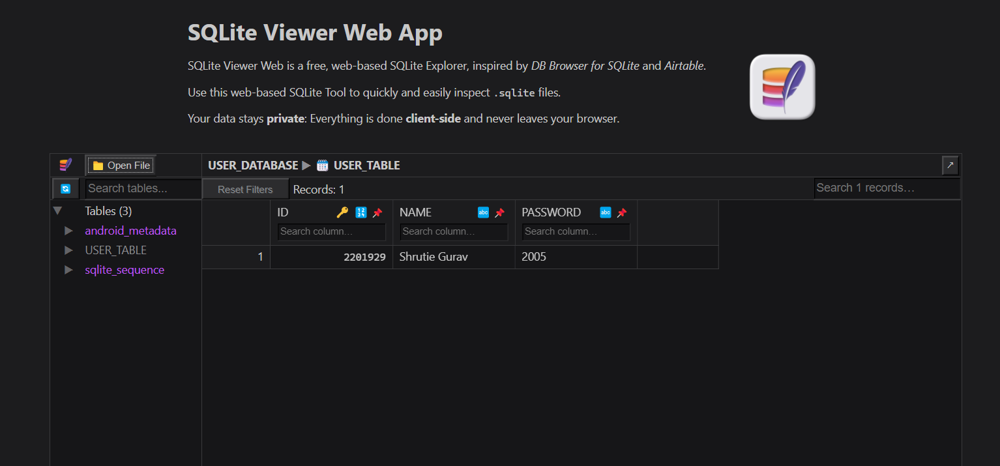 SQLite Viewer Web App
SQLite Viewer Web is a free, web-based SQLite Explorer, inspired by DB Browser for SQLite and Airtable.
Use this web-based SQLite Tool to quickly and easily inspect .sqlite files.
Your data stays private: Everything is done client-side and never leaves your browser.
Open File
USER_DATABASE ▶ USER_TABLE
Search tables...
Reset Filters
Records: 1
Search 1 records...
Tables (3)
android_metadata
USER_TABLE
sqlite_sequence
ID NAME PASSWORD
Search column... Search column... Search column...
1 2201929 Shrutie Gurav 2005